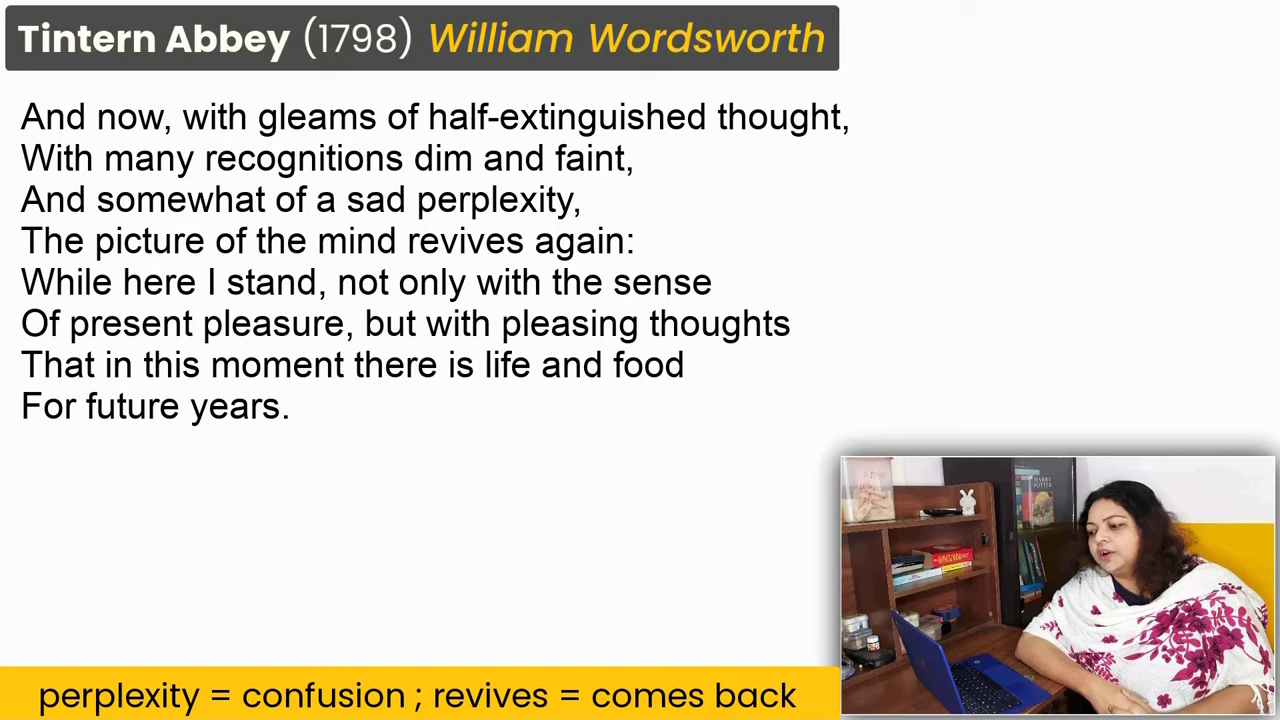 Tintern Abbey (1798) William Wordsworth
And now, with gleams of half-extinguished thought,
With many recognitions dim and faint,
And somewhat of a sad perplexity,
The picture of the mind revives again:
While here I stand, not only with the sense
Of present pleasure, but with pleasing thoughts
That in this moment there is life and food
For future years.
HARRY
POTTER
perplexity = confusion ; revives = comes back